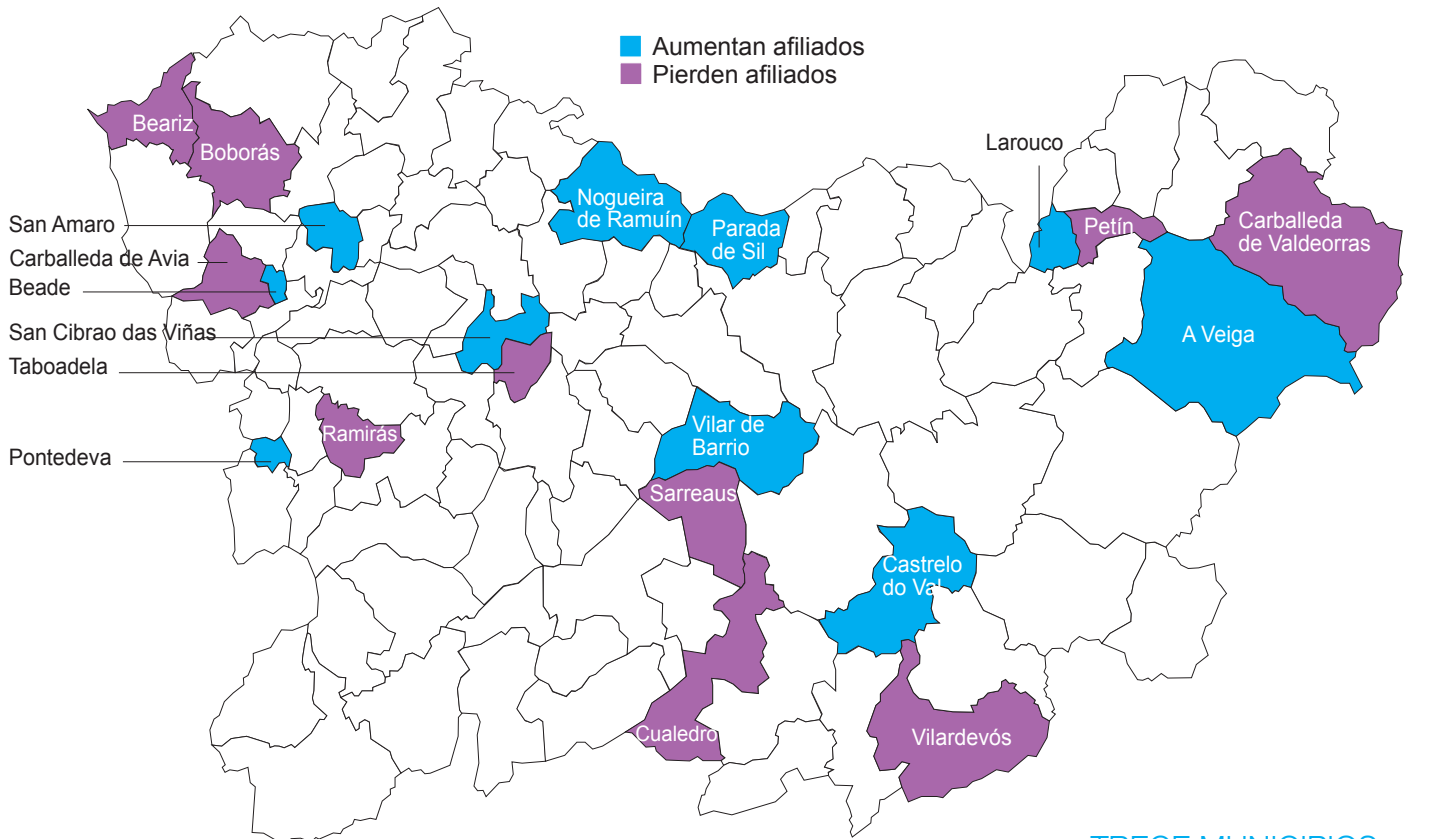 Aumentan afiliados
Pierden afiliados
Beariz
Boborás
Larouco
Nogueira
de Ramuín
Parada
de Sil
Petín
Carballeda
de Valdeorras
San Amaro
Carballeda de Avia
Beade
San Cibrao das Viñas
Taboadela
A Veiga
Ramirás
Vilar de
Barrio
Pontedeva
Sarreaus
Castrelo
do Val
Cualedro
Vilardevós